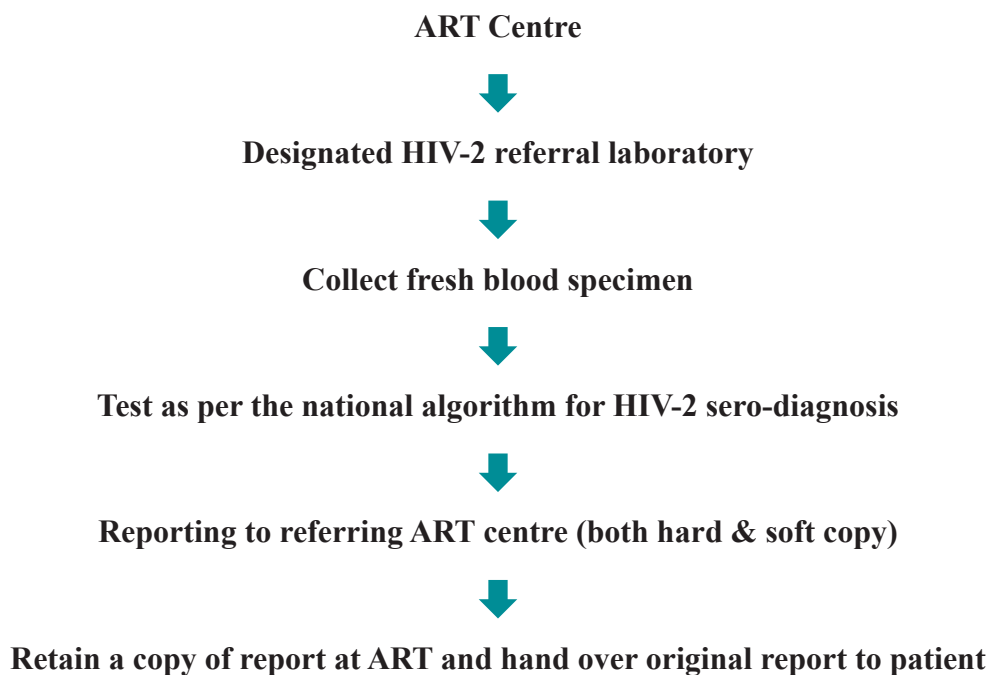 ART Centre
Designated HIV-2 referral laboratory
Collect fresh blood specimen
Test as per the national algorithm for HIV-2 sero-diagnosis
Reporting to referring ART centre (both hard & soft copy)
Retain a copy of report at ART and hand over original report to patient